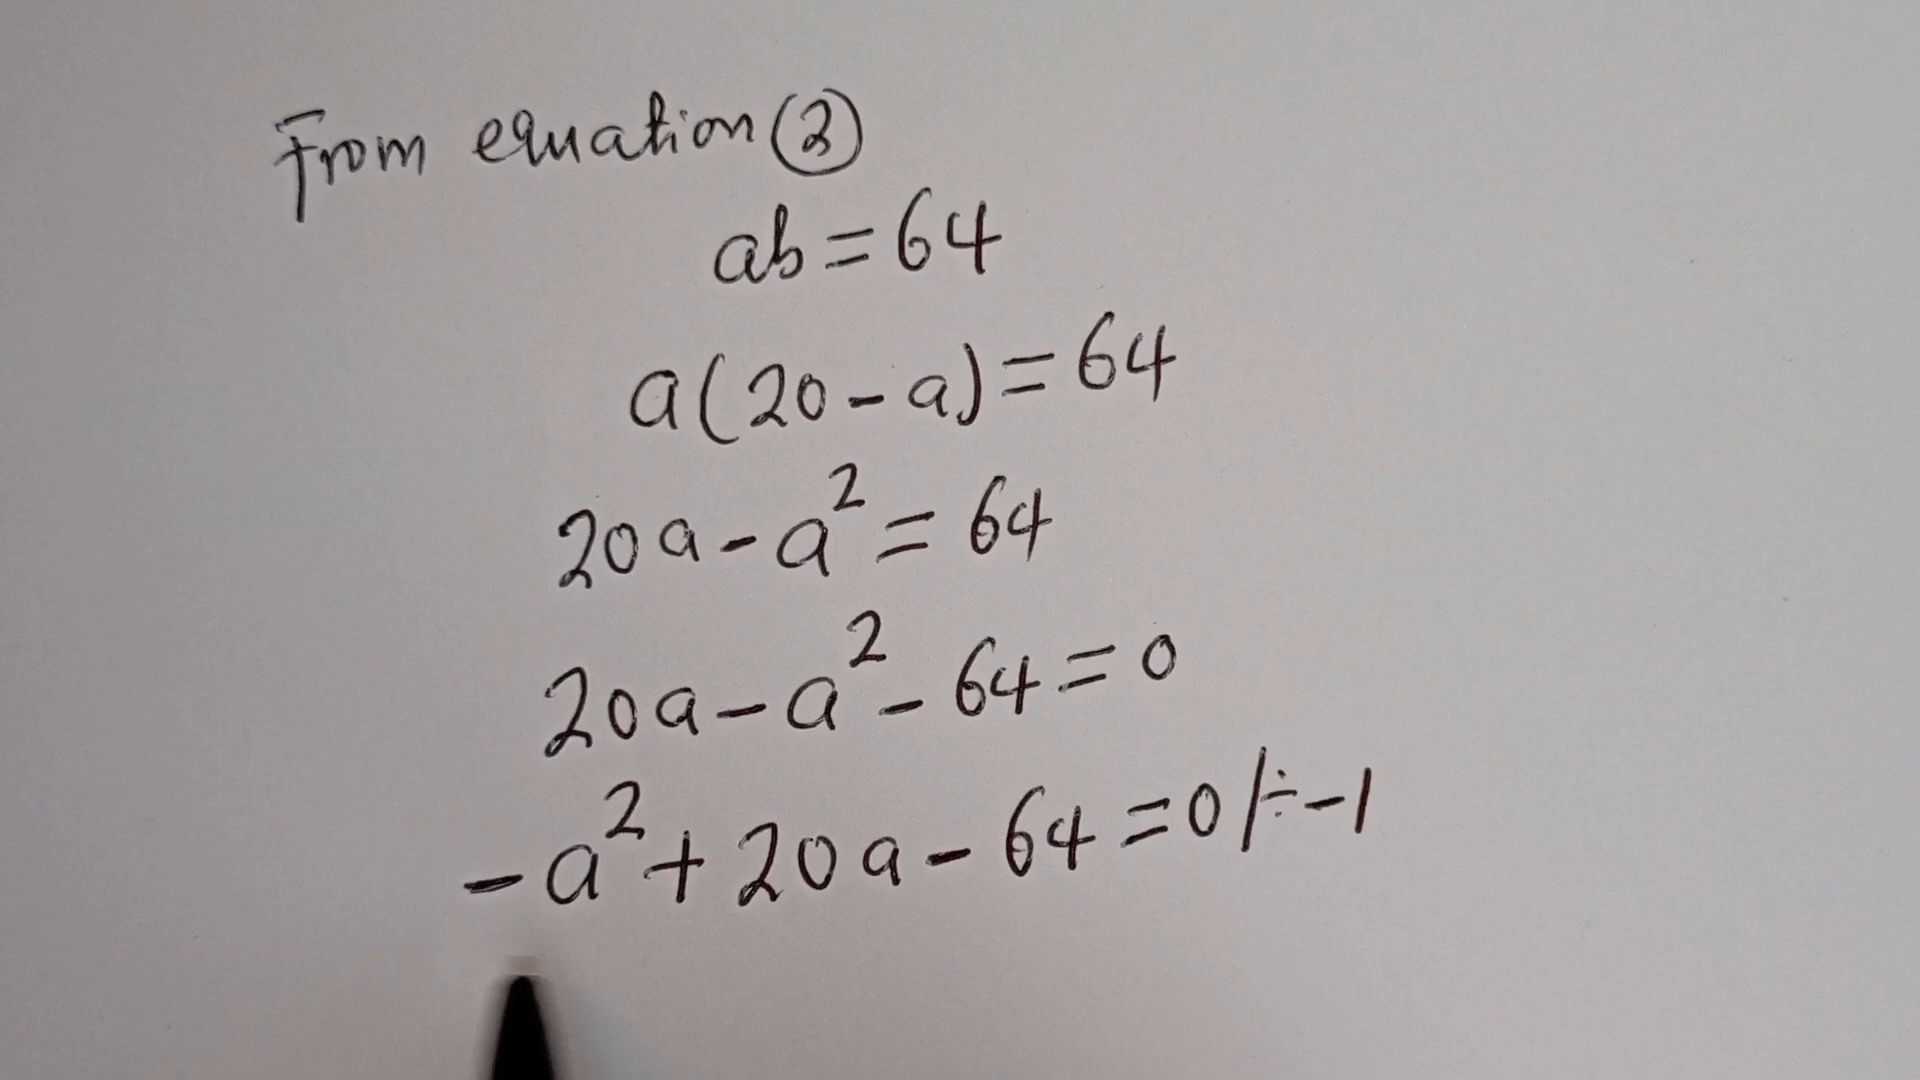 From equation ②
ab = 64
a(20 - a) = 64
20a - a² = 64
20a - a² - 64 = 0
-a² + 20a - 64 = 0 /÷ -1